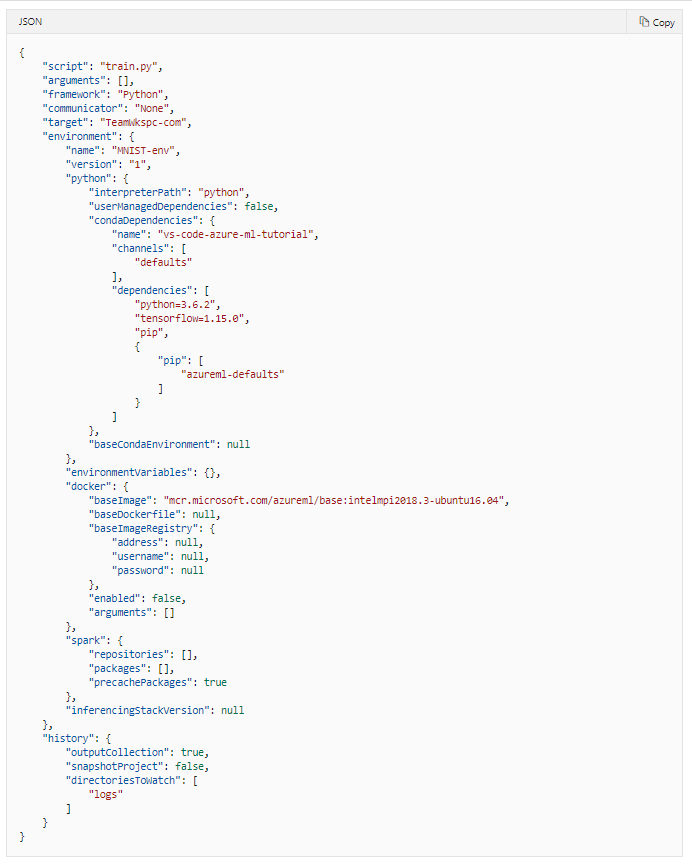 JSON
Copy
{
    "script": "train.py",
    "arguments": [],
    "framework": "Python",
    "communicator": "None",
    "target": "TeamWkspc-com",
    "environment": {
        "name": "MNIST-env",
        "version": "1",
        "python": {
            "interpreterPath": "python",
            "userManagedDependencies": false,
            "condaDependencies": {
                "name": "vs-code-azure-ml-tutorial",
                "channels": [
                    "defaults"
                ],
                "dependencies": [
                    "python=3.6.2",
                    "tensorflow=1.15.0",
                    "pip",
                    {
                        "pip": [
                            "azureml-defaults"
                        ]
                    }
                ]
            },
            "baseCondaEnvironment": null
        },
        "environmentVariables": {},
        "docker": {
            "baseImage": "mcr.microsoft.com/azureml/base:intelmpi2018.3-ubuntu16.04",
            "baseDockerfile": null,
            "baseImageRegistry": {
                "address": null,
                "username": null,
                "password": null
            },
            "enabled": false,
            "arguments": []
        },
        "spark": {
            "repositories": [],
            "packages": [],
            "precachePackages": true
        },
        "inferencingStackVersion": null
    },
    "history": {
        "outputCollection": true,
        "snapshotProject": false,
        "directoriesToWatch": [
            "logs"
        ]
    }
}